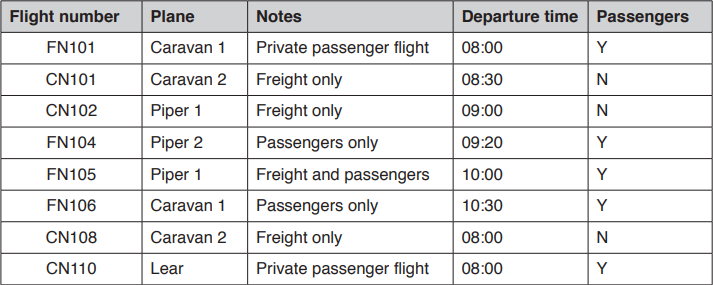 Flight number Plane Notes Departure time Passengers
FN101 Caravan 1 Private passenger flight 08:00 Y
CN101 Caravan 2 Freight only 08:30 N
CN102 Piper 1 Freight only 09:00 N
FN104 Piper 2 Passengers only 09:20 Y
FN105 Piper 1 Freight and passengers 10:00 Y
FN106 Caravan 1 Passengers only 10:30 Y
CN108 Caravan 2 Freight only 08:00 N
CN110 Lear Private passenger flight 08:00 Y